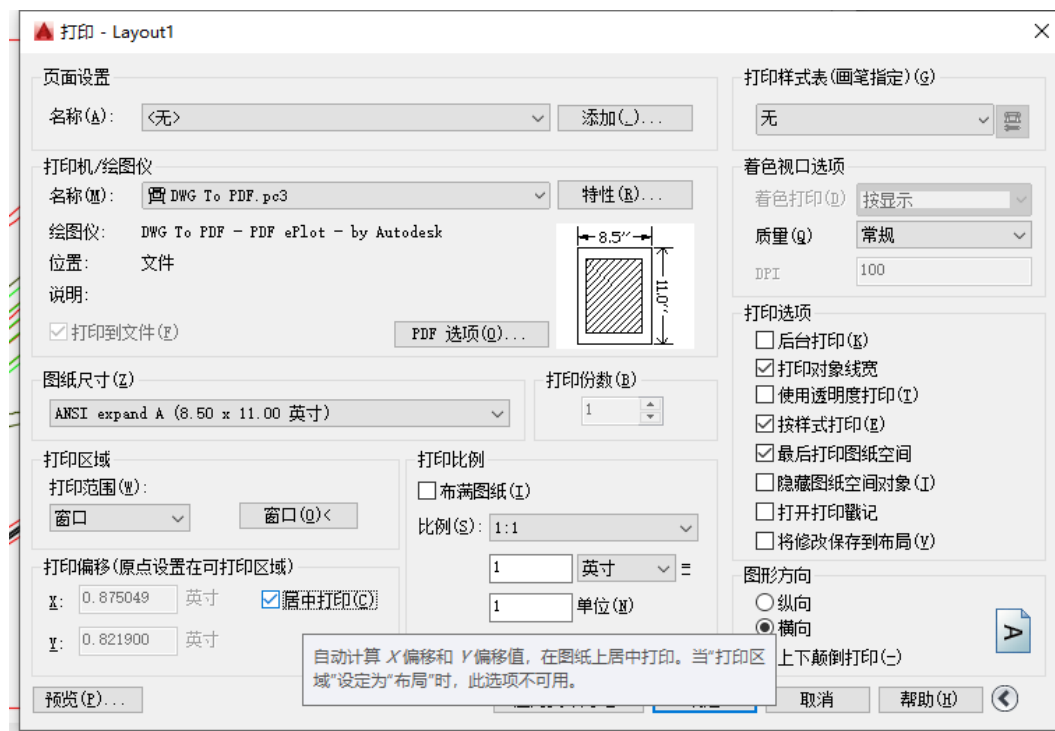 打印 - Layout1
页面设置
名称(A):
<无>
添加(.)...
打印机/绘图仪
名称(M):
DWG To PDF.pc3
特性(R)...
绘图仪:
DWG To PDF - PDF ePlot - by Autodesk
位置:
文件
说明:
打印到文件(F)
PDF 选项(O)...
8.5″
11.0″
图纸尺寸(Z)
ANSI expand A (8.50 x 11.00 英寸)
打印份数(B)
1
打印区域
打印范围(W):
窗口
窗口(O)<
打印比例
布满图纸(I)
比例(S):
1:1
1
英寸
=
1
单位(N)
打印偏移(原点设置在可打印区域)
X:
0.875049
英寸
居中打印(C)
Y:
0.821900
英寸
自动计算 X 偏移和 Y 偏移值，在图纸上居中打印。当“打印区
域”设定为“布局”时，此选项不可用。
预览(P)...
打印样式表(画笔指定)(G)
无
着色视口选项
着色打印(D)
按显示
质量(Q)
常规
DPI
100
打印选项
后台打印(K)
打印对象线宽
使用透明度打印(T)
按样式打印(E)
最后打印图纸空间
隐藏图纸空间对象(J)
打开打印戳记
将修改保存到布局(V)
图形方向
纵向
横向
A
上下颠倒打印(-)
取消
帮助(H)